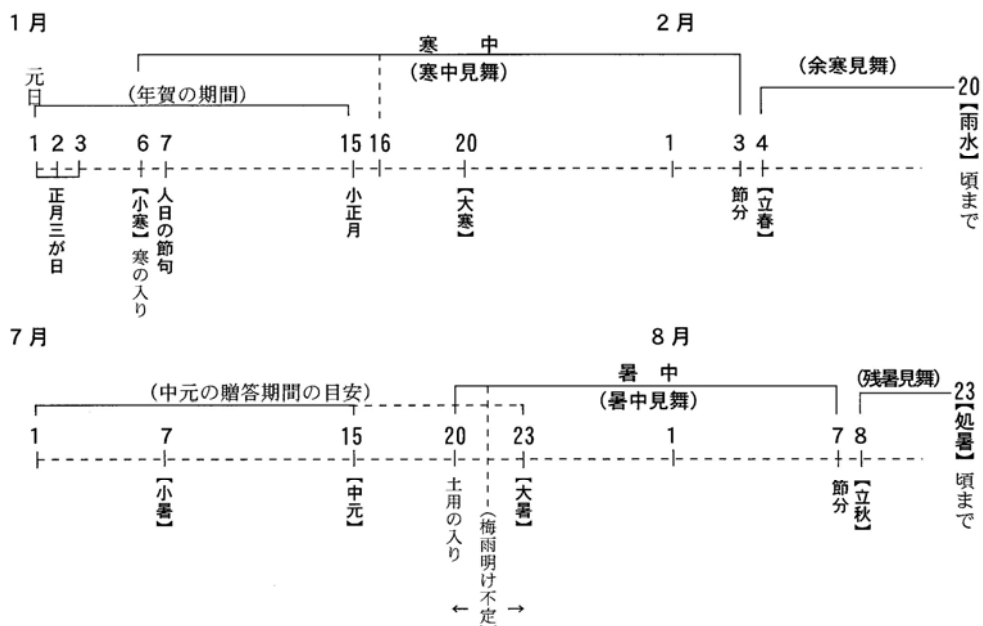 1月
2月
寒中
(寒中見舞)
(余寒見舞)
元日
(年賀の期間)
1 2 3 6 7 15 16 20 1 3 4 20
正月三が日
【小寒】寒の入り
人日の節句
小正月
【大寒】
節分
【立春】
【雨水】頃まで
7月
8月
暑中
(暑中見舞)
(残暑見舞)
(中元の贈答期間の目安)
1 7 15 20 23 1 7 8 23
【小暑】
【中元】
土用の入り
(梅雨明け不定)
← →
【大暑】
節分
【立秋】
【処暑】頃まで